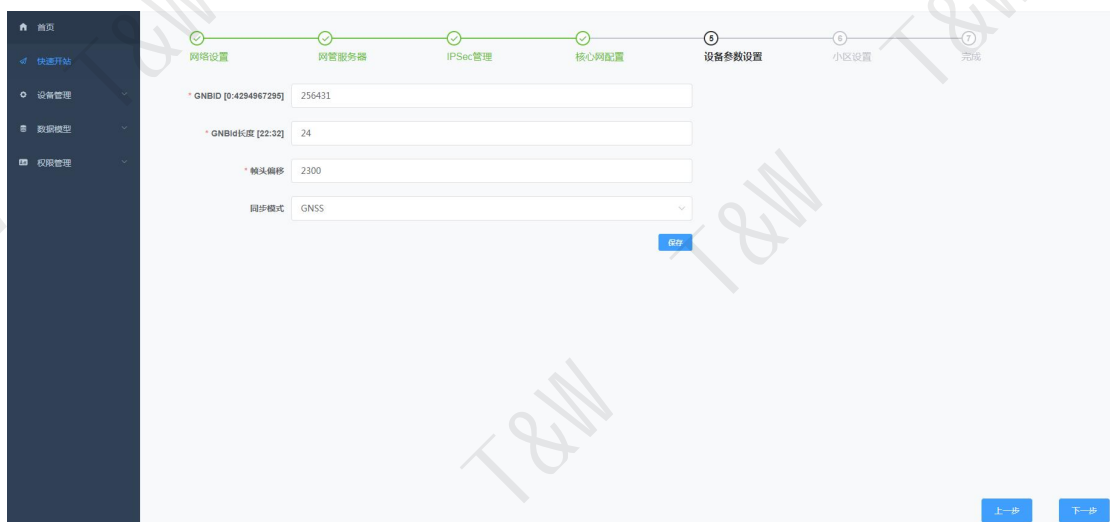 首页
快速开站
设备管理
数据模型
权限管理
网络设置
网管服务器
IPSec管理
核心网配置
5
设备参数设置
6
小区设置
7
完成
* GNBID [0:4294967295] 256431
* GNBId长度 [22:32] 24
* 帧头偏移 2300
同步模式 GNSS
保存
上一步 下一步
T&W
T&W
T&W
T&W